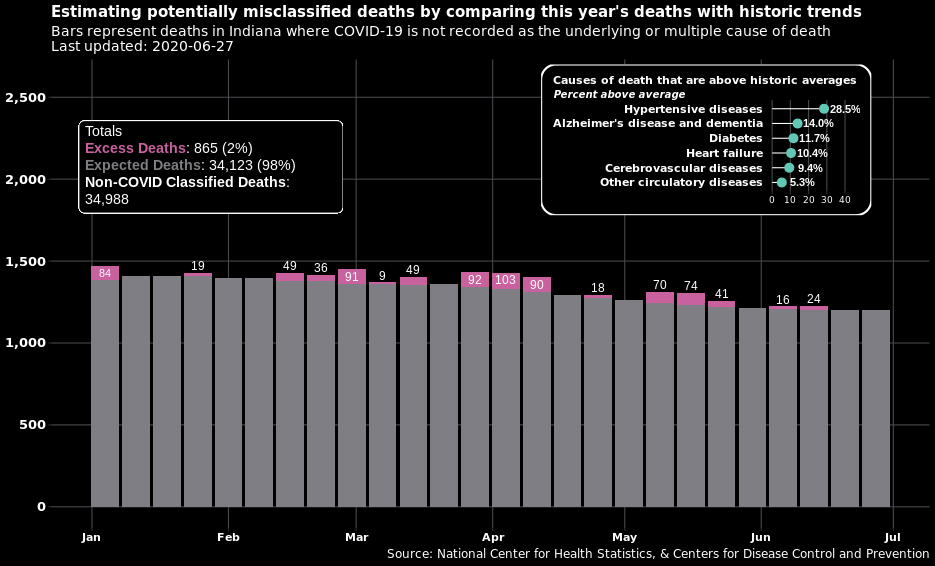 Estimating potentially misclassified deaths by comparing this year's deaths with historic trends
Bars represent deaths in Indiana where COVID-19 is not recorded as the underlying or multiple cause of death
Last updated: 2020-06-27
2,500
2,000
1,500
1,000
500
0
Totals
Excess Deaths: 865 (2%)
Expected Deaths: 34,123 (98%)
Non-COVID Classified Deaths:
34,988
Causes of death that are above historic averages
Percent above average
Hypertensive diseases 28.5%
Alzheimer's disease and dementia 14.0%
Diabetes 11.7%
Heart failure 10.4%
Cerebrovascular diseases 9.4%
Other circulatory diseases 5.3%
0 10 20 30 40
84 19 49 36 91 9 49 92 103 90 18 70 74 41 16 24
Jan Feb Mar Apr May Jun Jul
Source: National Center for Health Statistics, & Centers for Disease Control and Prevention